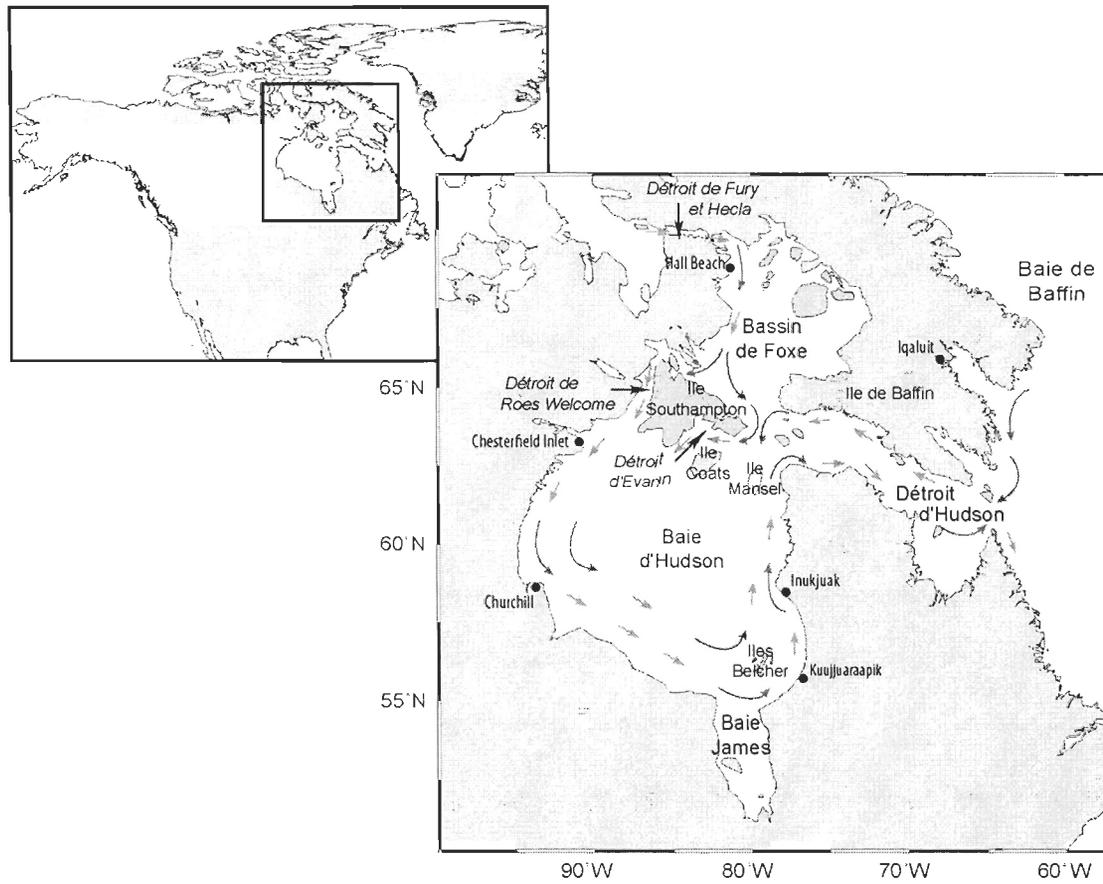 Détroit de Fury
et Hecla
Hall Beach
Baie de
Baffin
Bassin
de Foxe
Iqaluit
65°N
Détroit de
Roes Welcome
Ile
Southampton
Ile de Baffin
Chesterfield Inlet
Détroit
d'Evann
Ile
Coats
Ile
Mansel
Détroit
d'Hudson
60°N
Baie
d'Hudson
Inukjuak
Churchill
Iles
Belcher
Kuujjuaraapik
55°N
Baie
James
90°W
80°W
70°W
60°W